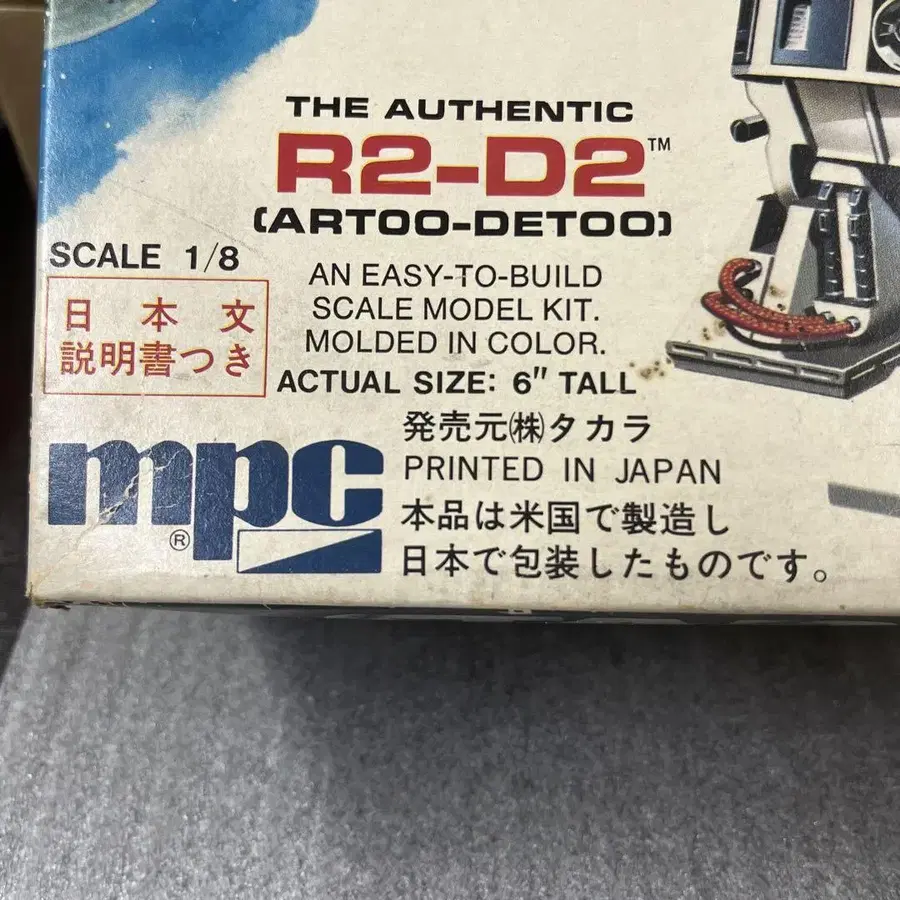 THE AUTHENTIC
R2-D2™
(ARTOO-DETOO)
SCALE 1/8
AN EASY-TO-BUILD
SCALE MODEL KIT.
MOLDED IN COLOR.
ACTUAL SIZE: 6" TALL
日本文
説明書つき
mpc®
発売元㈱タカラ
PRINTED IN JAPAN
本品は米国で製造し
日本で包装したものです。